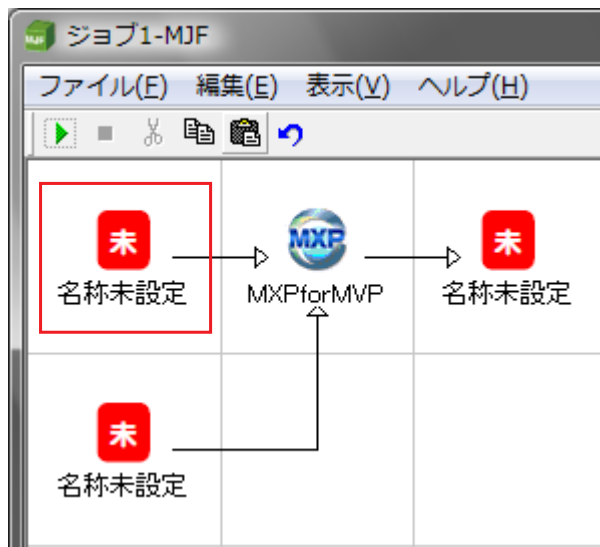 MJF ジョブ1-MJF
ファイル(F) 編集(E) 表示(V) ヘルプ(H)
未 MXP 未
名称未設定 MXPforMVP 名称未設定
未
名称未設定